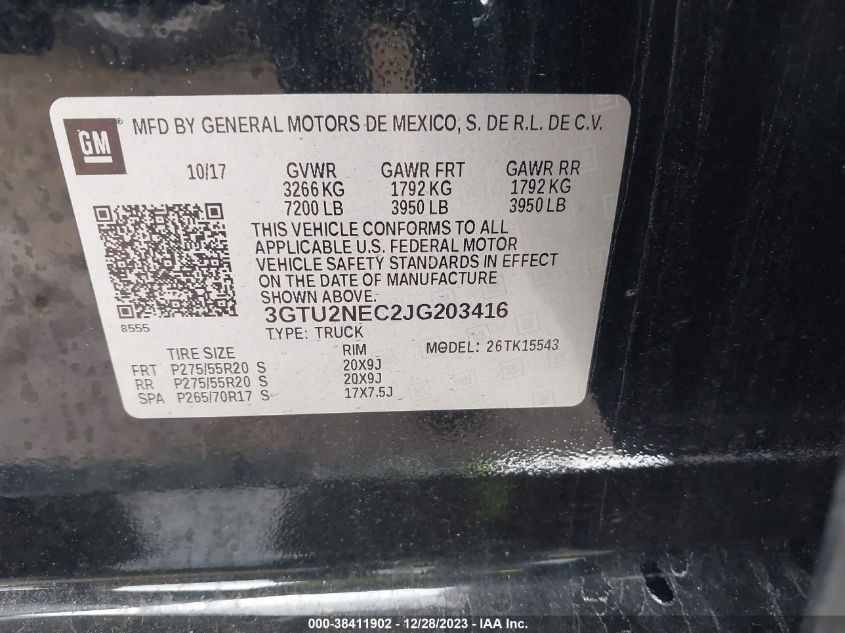 GM MFD BY GENERAL MOTORS DE MEXICO, S. DE R.L. DE C.V.
10/17 GVWR GAWR FRT GAWR RR
3266 KG 1792 KG 1792 KG
7200 LB 3950 LB 3950 LB
THIS VEHICLE CONFORMS TO ALL
APPLICABLE U.S. FEDERAL MOTOR
VEHICLE SAFETY STANDARDS IN EFFECT
ON THE DATE OF MANUFACTURE
SHOWN ABOVE.
3GTU2NEC2JG203416
8555 TYPE: TRUCK MODEL: 26TK15543
TIRE SIZE RIM
FRT P275/55R20 S 20X9J
RR P275/55R20 S 20X9J
SPA P265/70R17 S 17X7.5J
000-38411902 - 12/28/2023 - IAA Inc.